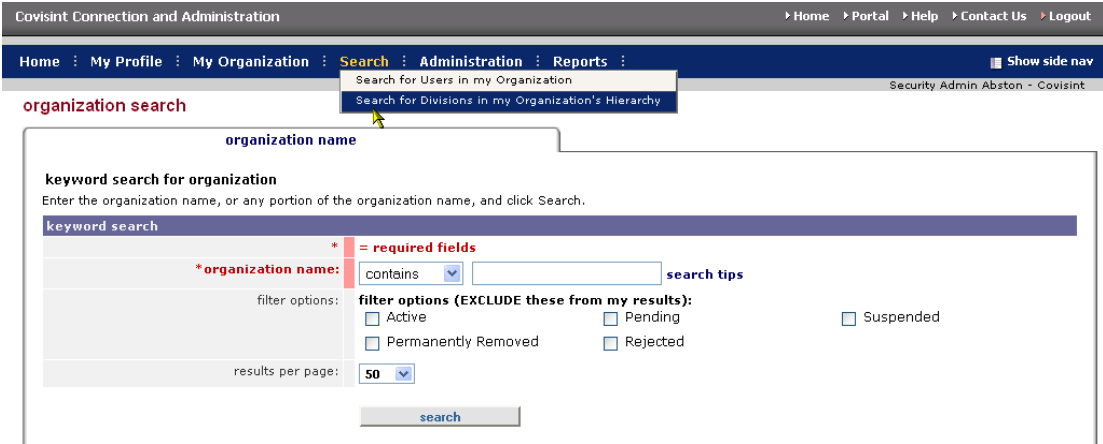 Covisint Connection and Administration
Home Portal Help Contact Us Logout
Home My Profile My Organization Search Administration Reports Show side nav
Search for Users in my Organization
Security Admin Abston - Covisint
Search for Divisions in my Organization's Hierarchy
organization search
organization name
keyword search for organization
Enter the organization name, or any portion of the organization name, and click Search.
keyword search
* = required fields
*organization name: contains search tips
filter options: filter options (EXCLUDE these from my results):
Active Pending Suspended
Permanently Removed Rejected
results per page: 50
search